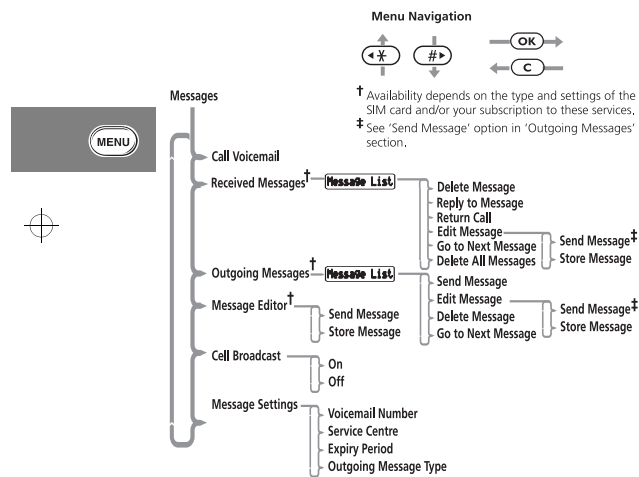 Menu Navigation
OK
C
† Availability depends on the type and settings of the
SIM card and/or your subscription to these services.
‡ See 'Send Message' option in 'Outgoing Messages'
section.
MENU
Messages
Call Voicemail
Received Messages†
Message List
Delete Message
Reply to Message
Return Call
Edit Message
Go to Next Message
Delete All Messages
Send Message‡
Store Message
Outgoing Messages†
Message List
Send Message
Edit Message
Delete Message
Go to Next Message
Send Message‡
Store Message
Message Editor†
Send Message
Store Message
Cell Broadcast
On
Off
Message Settings
Voicemail Number
Service Centre
Expiry Period
Outgoing Message Type